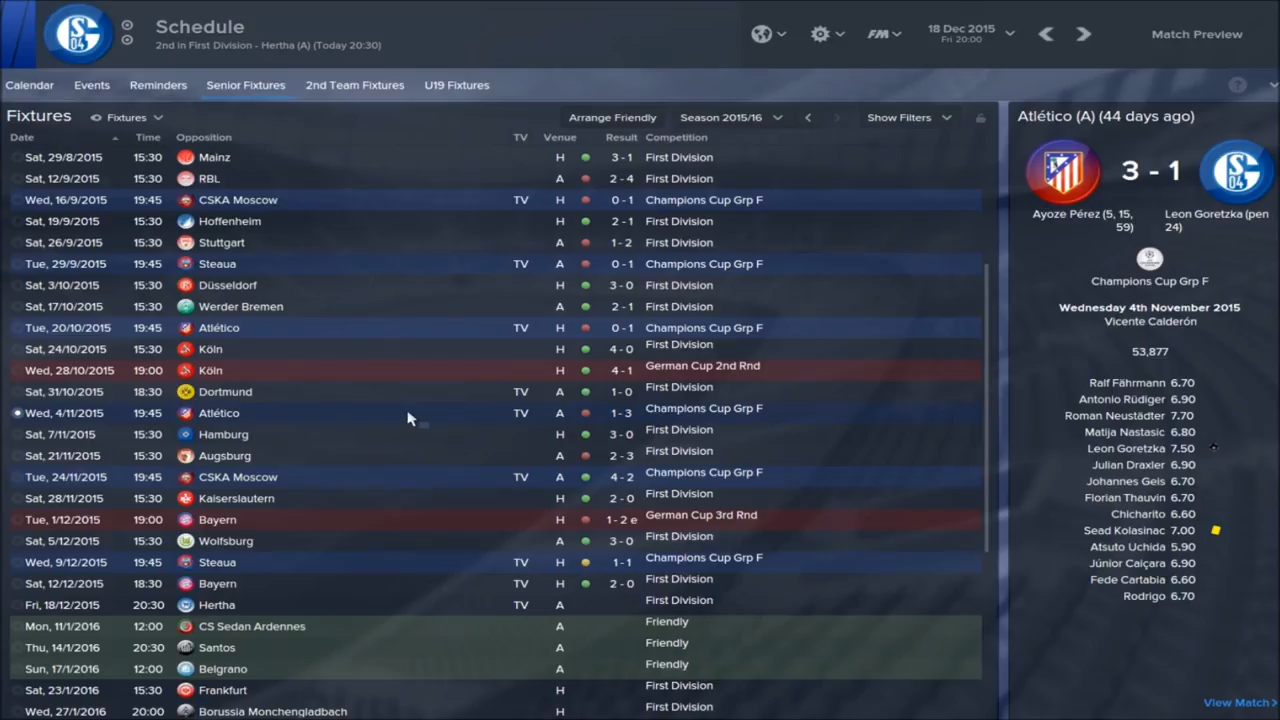 Schedule
2nd in First Division - Hertha (A) (Today 20:30)
FM
18 Dec 2015
Fri 20:00
Match Preview
Calendar Events Reminders Senior Fixtures 2nd Team Fixtures U19 Fixtures
Fixtures Fixtures Arrange Friendly Season 2015/16 Show Filters
Date Time Opposition TV Venue Result Competition
Sat, 29/8/2015 15:30 Mainz H 3 - 1 First Division
Sat, 12/9/2015 15:30 RBL A 2 - 4 First Division
Wed, 16/9/2015 19:45 CSKA Moscow TV H 0 - 1 Champions Cup Grp F
Sat, 19/9/2015 15:30 Hoffenheim H 2 - 1 First Division
Sat, 26/9/2015 15:30 Stuttgart A 1 - 2 First Division
Tue, 29/9/2015 19:45 Steaua TV A 0 - 1 Champions Cup Grp F
Sat, 3/10/2015 15:30 Düsseldorf H 3 - 0 First Division
Sat, 17/10/2015 15:30 Werder Bremen A 2 - 1 First Division
Tue, 20/10/2015 19:45 Atlético TV H 0 - 1 Champions Cup Grp F
Sat, 24/10/2015 15:30 Köln H 4 - 0 First Division
Wed, 28/10/2015 19:00 Köln H 4 - 1 German Cup 2nd Rnd
Sat, 31/10/2015 18:30 Dortmund TV A 1 - 0 First Division
Wed, 4/11/2015 19:45 Atlético TV A 1 - 3 Champions Cup Grp F
Sat, 7/11/2015 15:30 Hamburg H 3 - 0 First Division
Sat, 21/11/2015 15:30 Augsburg A 2 - 3 First Division
Tue, 24/11/2015 19:45 CSKA Moscow TV A 4 - 2 Champions Cup Grp F
Sat, 28/11/2015 15:30 Kaiserslautern H 2 - 0 First Division
Tue, 1/12/2015 19:00 Bayern H 1 - 2 e German Cup 3rd Rnd
Sat, 5/12/2015 15:30 Wolfsburg A 3 - 0 First Division
Wed, 9/12/2015 19:45 Steaua TV H 1 - 1 Champions Cup Grp F
Sat, 12/12/2015 18:30 Bayern TV H 2 - 0 First Division
Fri, 18/12/2015 20:30 Hertha TV A First Division
Mon, 11/1/2016 12:00 CS Sedan Ardennes A Friendly
Thu, 14/1/2016 20:30 Santos A Friendly
Sun, 17/1/2016 12:00 Belgrano A Friendly
Sat, 23/1/2016 15:30 Frankfurt H First Division
Wed, 27/1/2016 20:00 Borussia Monchengladbach H First Division
Atlético (A) (44 days ago)
3 - 1
Ayoze Pérez (5, 15, 59)
Leon Goretzka (pen 24)
Champions Cup Grp F
Wednesday 4th November 2015
Vicente Calderón
53,877
Ralf Fährmann 6.70
Antonio Rüdiger 6.90
Roman Neustädter 7.70
Matija Nastasic 6.80
Leon Goretzka 7.50
Julian Draxler 6.90
Johannes Geis 6.70
Florian Thauvin 6.70
Chicharito 6.60
Sead Kolasinac 7.00
Atsuto Uchida 5.90
Júnior Caiçara 6.90
Fede Cartabia 6.60
Rodrigo 6.70
View Match >